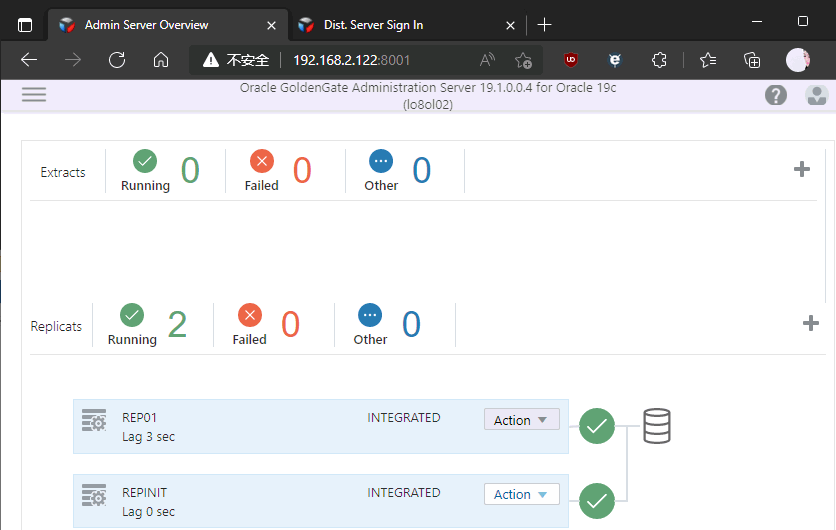 Admin Server Overview
Dist. Server Sign In
不安全
192.168.2.122:8001
Oracle GoldenGate Administration Server 19.1.0.0.4 for Oracle 19c
(lo8ol02)
Extracts
Running 0
Failed 0
Other 0
Replicats
Running 2
Failed 0
Other 0
REP01
INTEGRATED
Action
Lag 3 sec
REPINIT
INTEGRATED
Action
Lag 0 sec